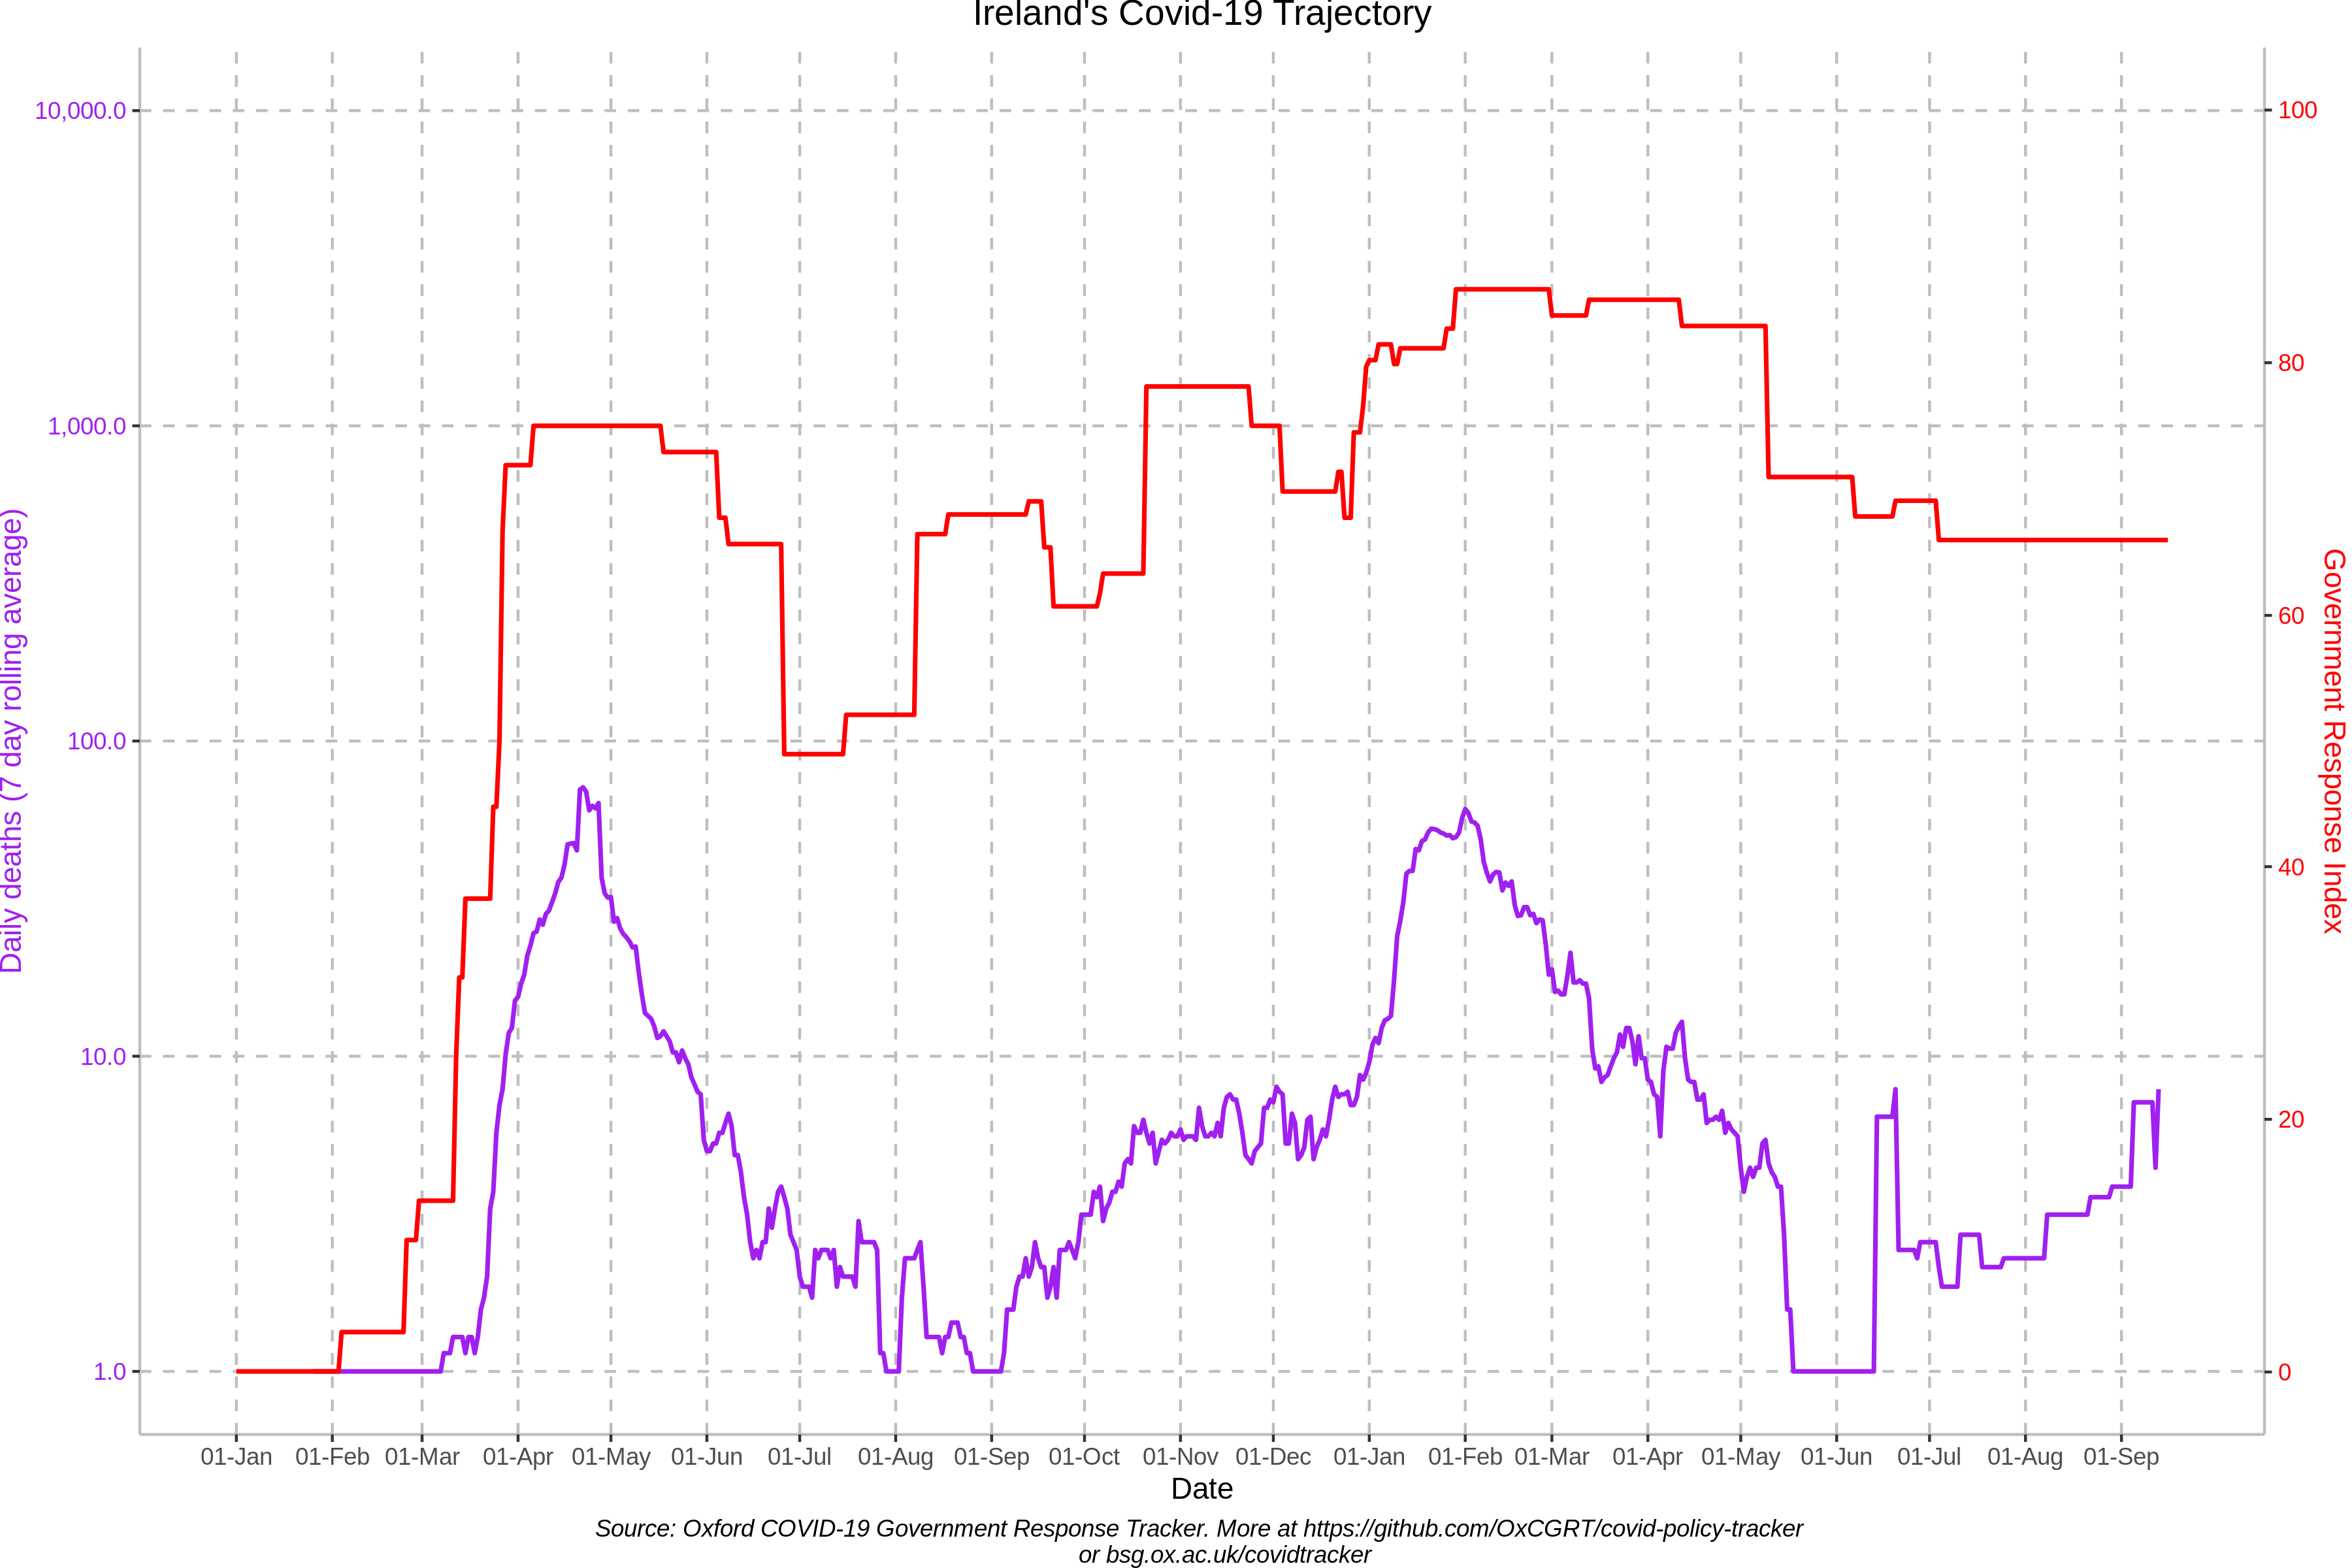 Ireland's Covid-19 Trajectory
10,000.0
1,000.0
100.0
10.0
1.0
Daily deaths (7 day rolling average)
100
80
60
40
20
0
Government Response Index
01-Jan 01-Feb 01-Mar 01-Apr 01-May 01-Jun 01-Jul 01-Aug 01-Sep 01-Oct 01-Nov 01-Dec 01-Jan 01-Feb 01-Mar 01-Apr 01-May 01-Jun 01-Jul 01-Aug 01-Sep
Date
Source: Oxford COVID-19 Government Response Tracker. More at https://github.com/OxCGRT/covid-policy-tracker
or bsg.ox.ac.uk/covidtracker